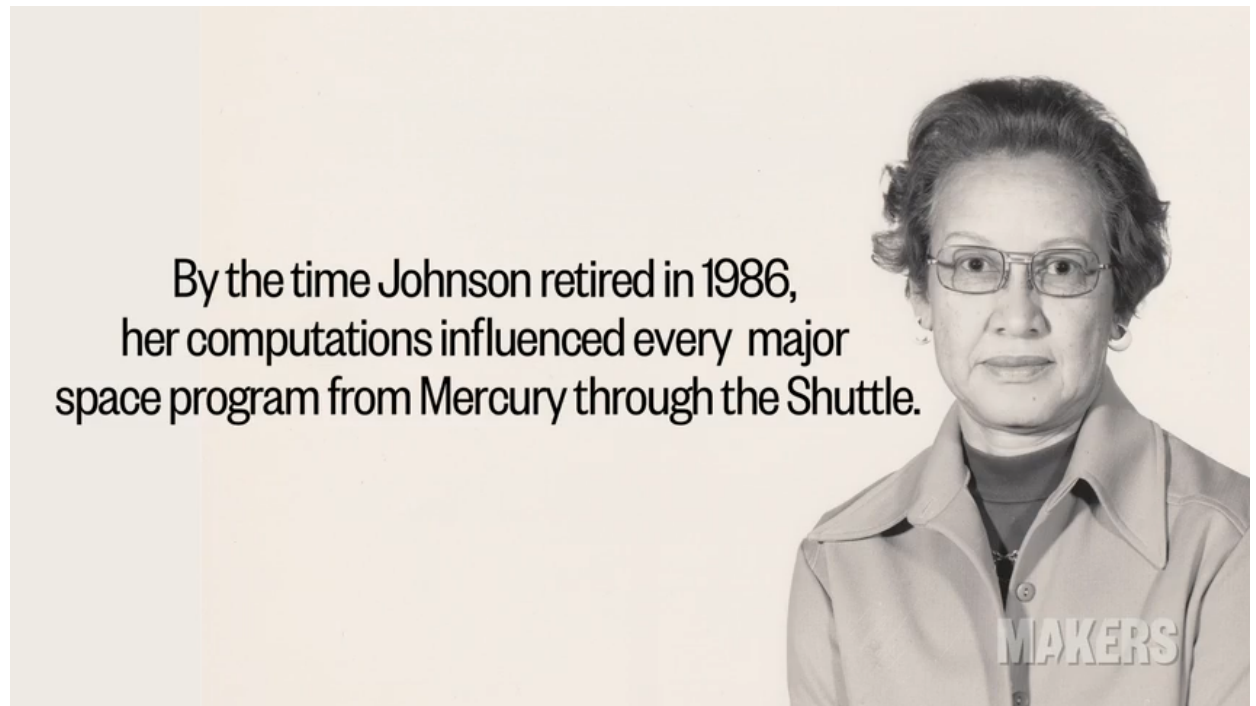 By the time Johnson retired in 1986,
her computations influenced every  major
space program from Mercury through the Shuttle.
MAKERS